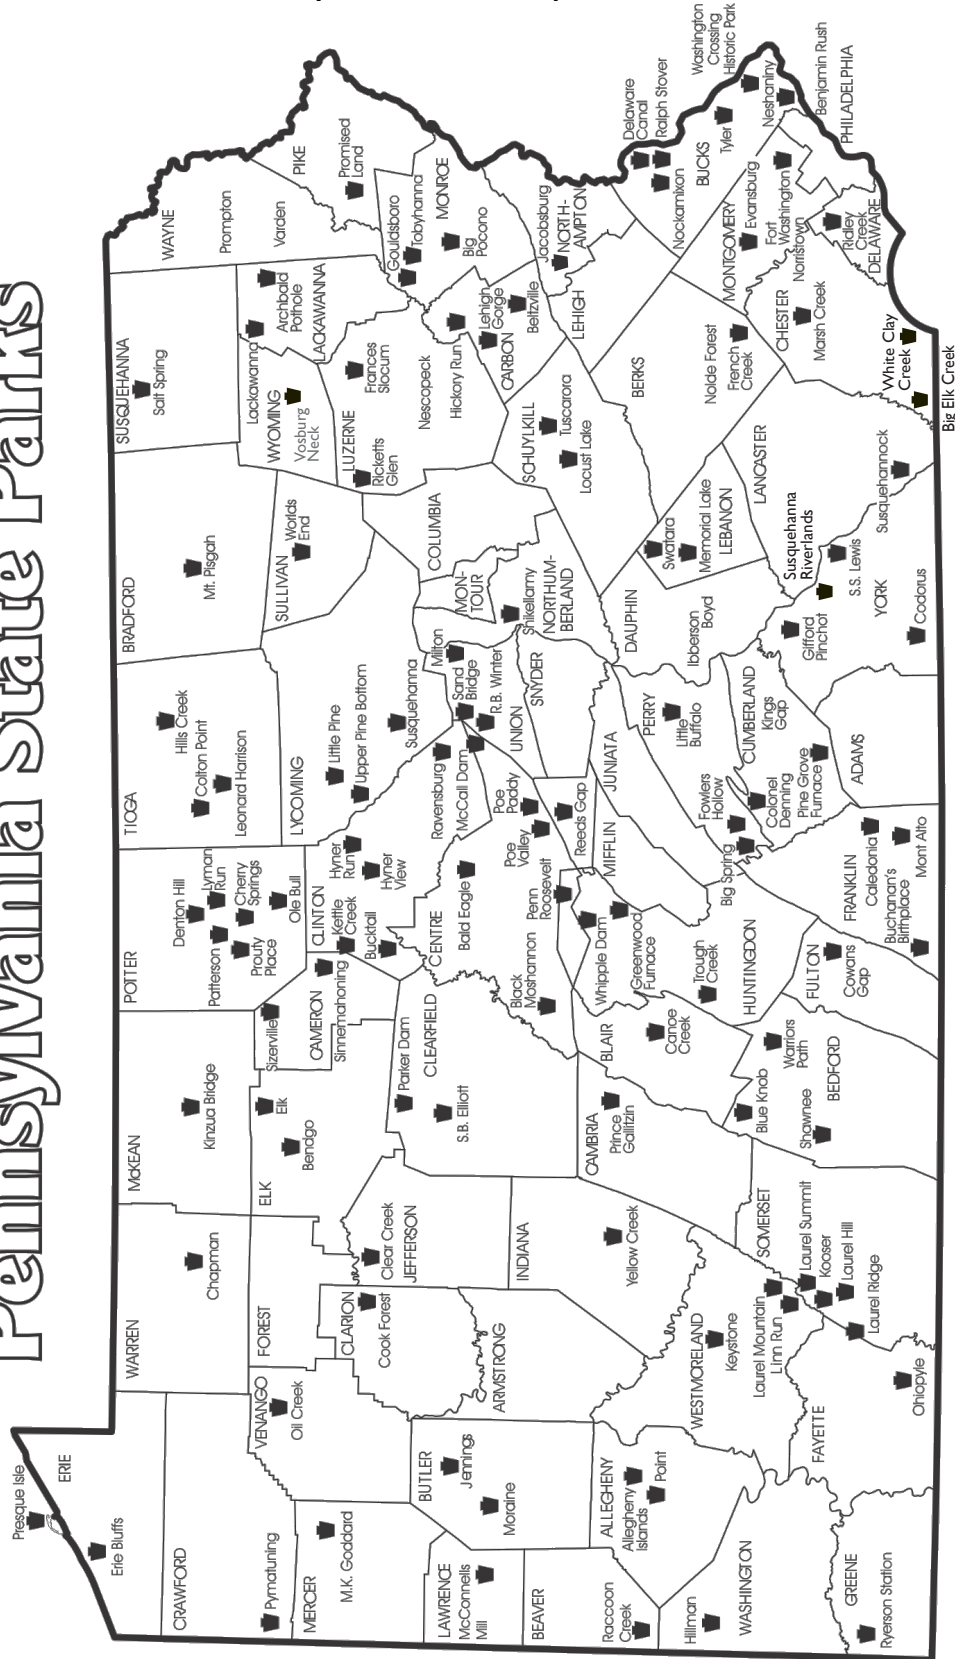 Pennsylvania State Parks
Presque Isle
ERIE
Erie Bluffs
CRAWFORD
Pymatuning
MERCER
M.K. Goddard
LAWRENCE
McConnells
Mill
BEAVER
Raccoon
Creek
Hillman
WASHINGTON
GREENE
Ryerson Station
BUTLER
Jennings
Moraine
ALLEGHENY
Allegheny
Islands
Point
VENANGO
Oil Creek
WARREN
Chapman
FOREST
CLARION
Cook Forest
ARMSTRONG
WESTMORELAND
Keystone
Laurel Mountain
Linn Run
FAYETTE
Ohiopyle
Laurel Ridge
Laurel Hill
Kooser
Laurel Summit
SOMERSET
INDIANA
Yellow Creek
JEFFERSON
Clear Creek
McKEAN
Kinzua Bridge
ELK
Elk
Bendgo
Sizerville
CAMERON
Sinnemahoning
CLEARFIELD
Parker Dam
S.B. Elliott
CAMBRIA
Prince
Gallitzin
BLAIR
Canoe
Creek
BEDFORD
Blue Knob
Shawnee
Warriors
Path
POTTER
Denton Hill
Lyman
Run
Cherry
Springs
Patterson
Prouty
Place
Ole Bull
CLINTON
Kettle
Creek
Bucktail
Hyner
Run
Hyner
View
CENTRE
Bald Eagle
Black
Moshannon
Penn
Roosevelt
Poe
Valley
Poe
Paddy
McCall Dam
Ravensburg
HUNTINGDON
Whipple Dam
Greenwood
Furnace
Trough
Creek
FULTON
Cowans
Gap
FRANKLIN
Caledonia
Buchanan's
Birthplace
Mont Alto
MIFFLIN
Reeds Gap
JUNIATA
Big Spring
Fowlers
Hollow
Colonel
Denning
Pine Grove
Furnace
ADAMS
CUMBERLAND
Kings
Gap
PERRY
Little
Buffalo
TIOGA
Hills Creek
Colton Point
Leonard Harrison
LYCOMING
Little Pine
Upper Pine Bottom
Susquehanna
UNION
R.B. Winter
Sand
Bridge
SNYDER
Milton
MON-
TOUR
Shikellamy
NORTHUM-
BERLAND
BRADFORD
Mt. Pisgah
SULLIVAN
Worlds
End
COLUMBIA
DAUPHIN
Ibberson
Boyd
LEBANON
Swatara
Memorial Lake
YORK
Gifford
Pinchot
Codorus
S.S. Lewis
Susquehanna
Riverlands
LANCASTER
Susquehannock
SUSQUEHANNA
Salt Spring
WYOMING
Vosburg
Neck
Lackawanna
LACKAWANNA
Archbald
Pothole
LUZERNE
Ricketts
Glen
Frances
Slocum
Nescopeck
Hickory Run
CARBON
Lehigh
Gorge
Beltzville
SCHUYLKILL
Tuscarora
Locust Lake
BERKS
Nolde Forest
French
Creek
CHESTER
Marsh Creek
White Clay
Creek
Big Elk Creek
WAYNE
Prompton
Varden
PIKE
Promised
Land
MONROE
Gouldsboro
Tobyhanna
Big
Pocono
NORTH-
AMPTON
Jacobsburg
LEHIGH
BUCKS
Delaware
Canal
Ralph Stover
Nockamixon
Tyler
Washington
Crossing
Historic Park
Neshaminy
MONTGOMERY
Evansburg
Fort
Washington
Norristown
Benjamin Rush
PHILADELPHIA
DELAWARE
Ridley
Creek